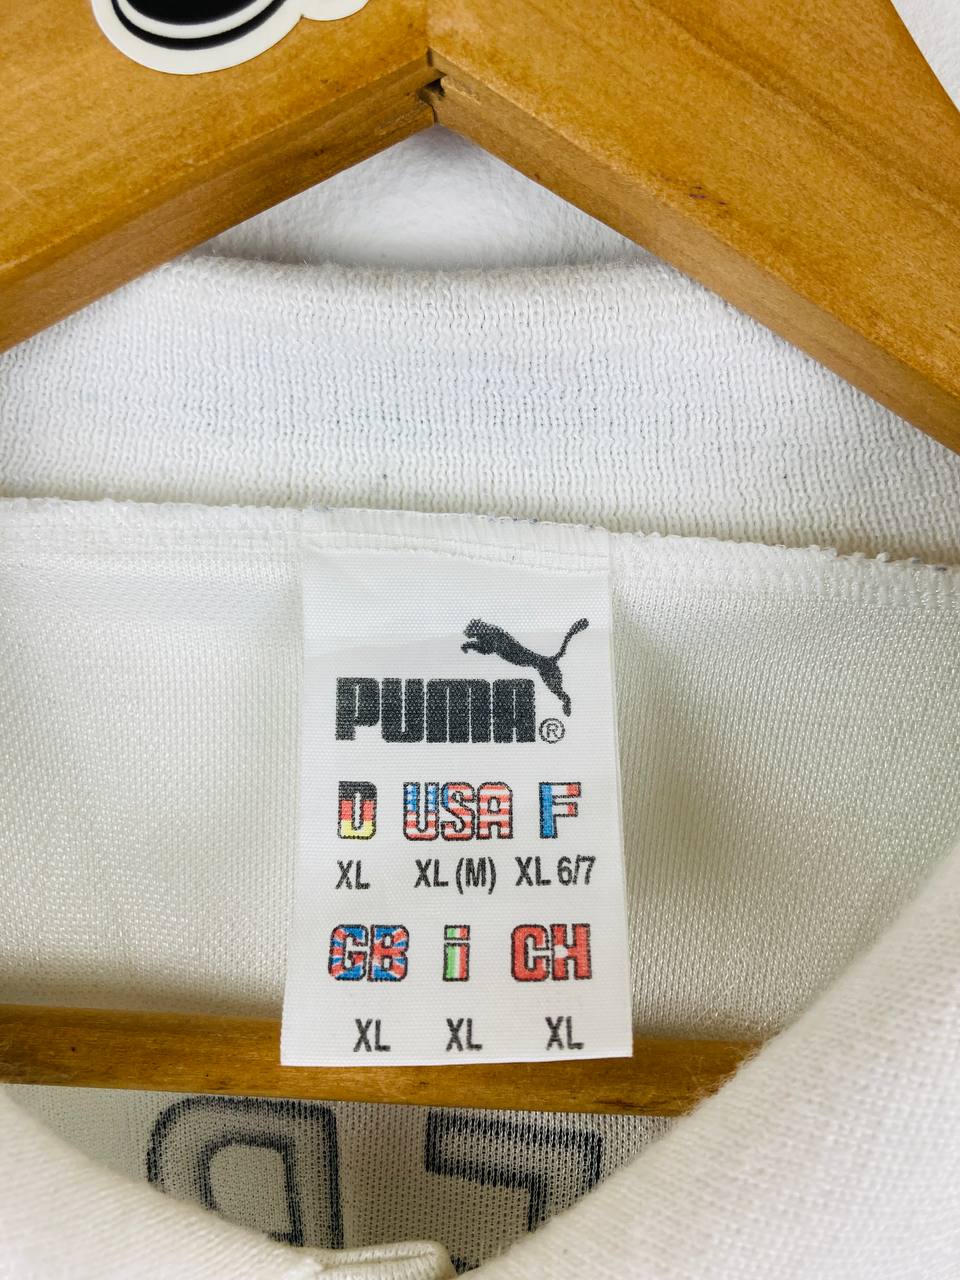 PUMA®
D USA F
XL XL (M) XL 6/7
GB i CH
XL XL XL